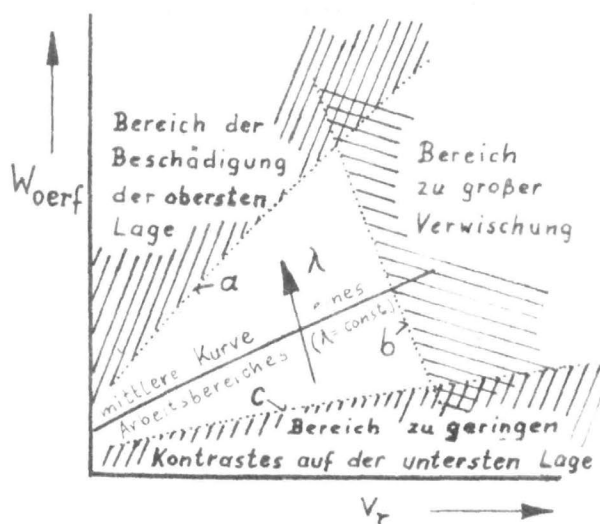 Bereich der
Beschädigung
der obersten
Lage
Woerf
Bereich
zu großer
Verwischung
a
λ
mittlere Kurve eines
Arbeitsbereiches (λ=const.)
b
c
Bereich zu geringen
Kontrastes auf der untersten Lage
Vr